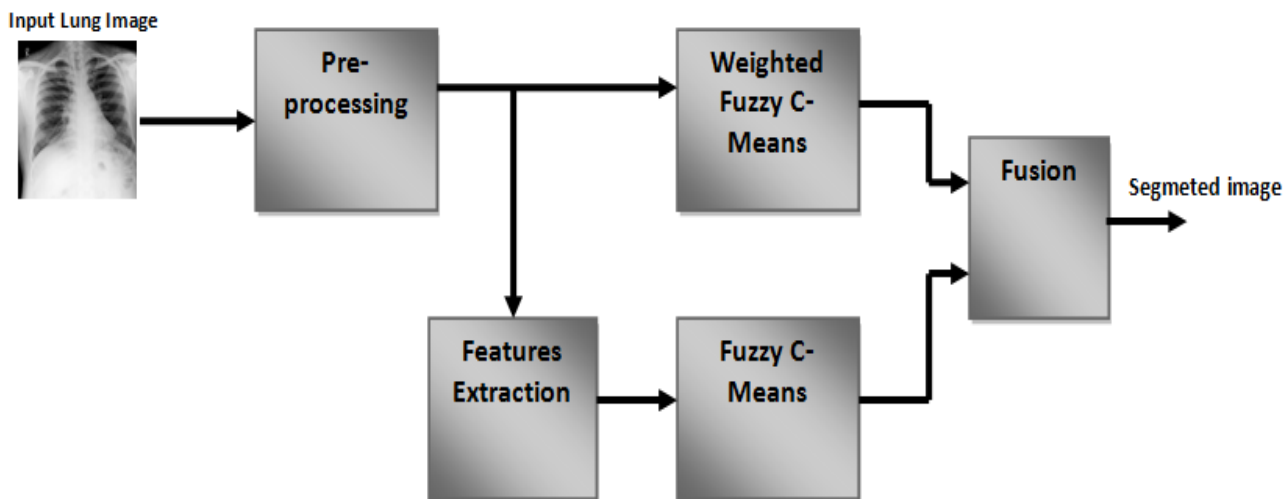 Input Lung Image
Pre-
processing
Weighted
Fuzzy C-
Means
Fusion
Segmeted image
Features
Extraction
Fuzzy C-
Means